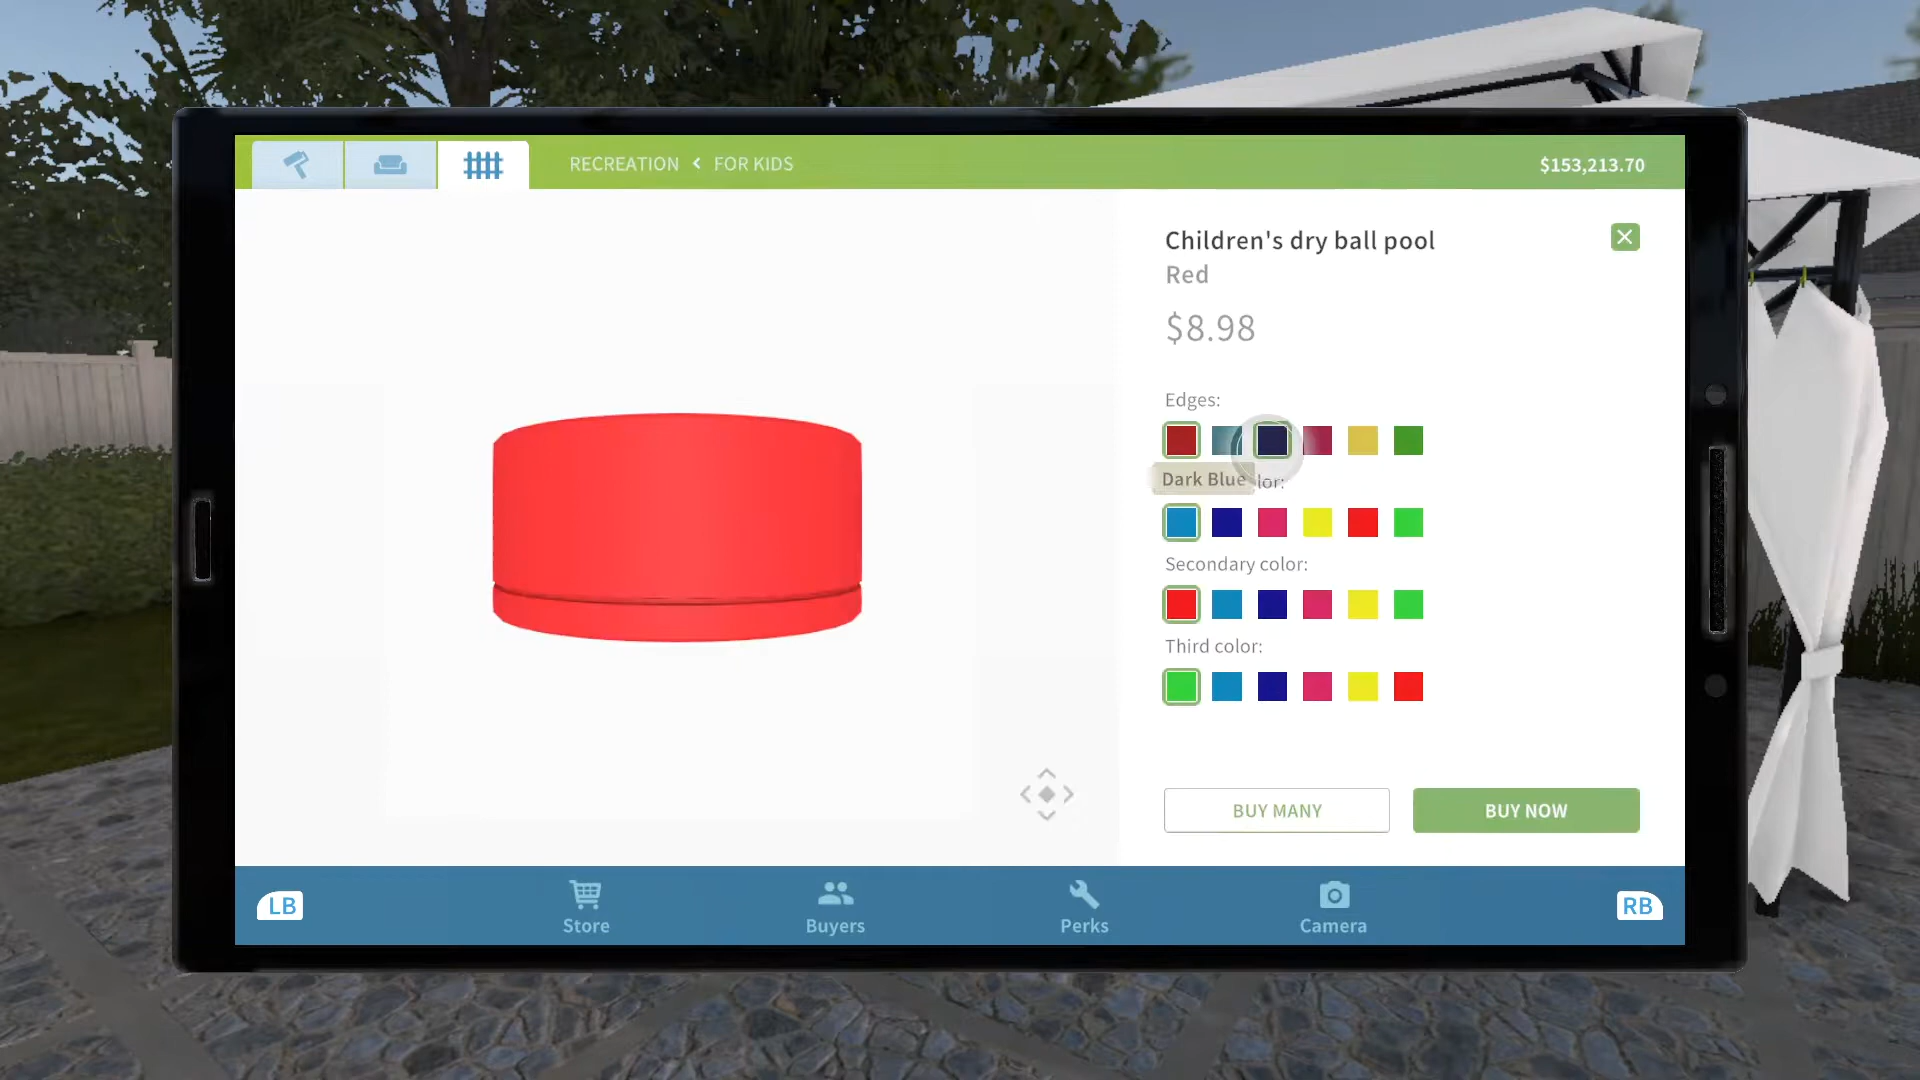 RECREATION < FOR KIDS
$153,213.70
Children's dry ball pool
Red
$8.98
Edges:
Dark Blue
lor:
Secondary color:
Third color:
BUY MANY
BUY NOW
LB
Store
Buyers
Perks
Camera
RB